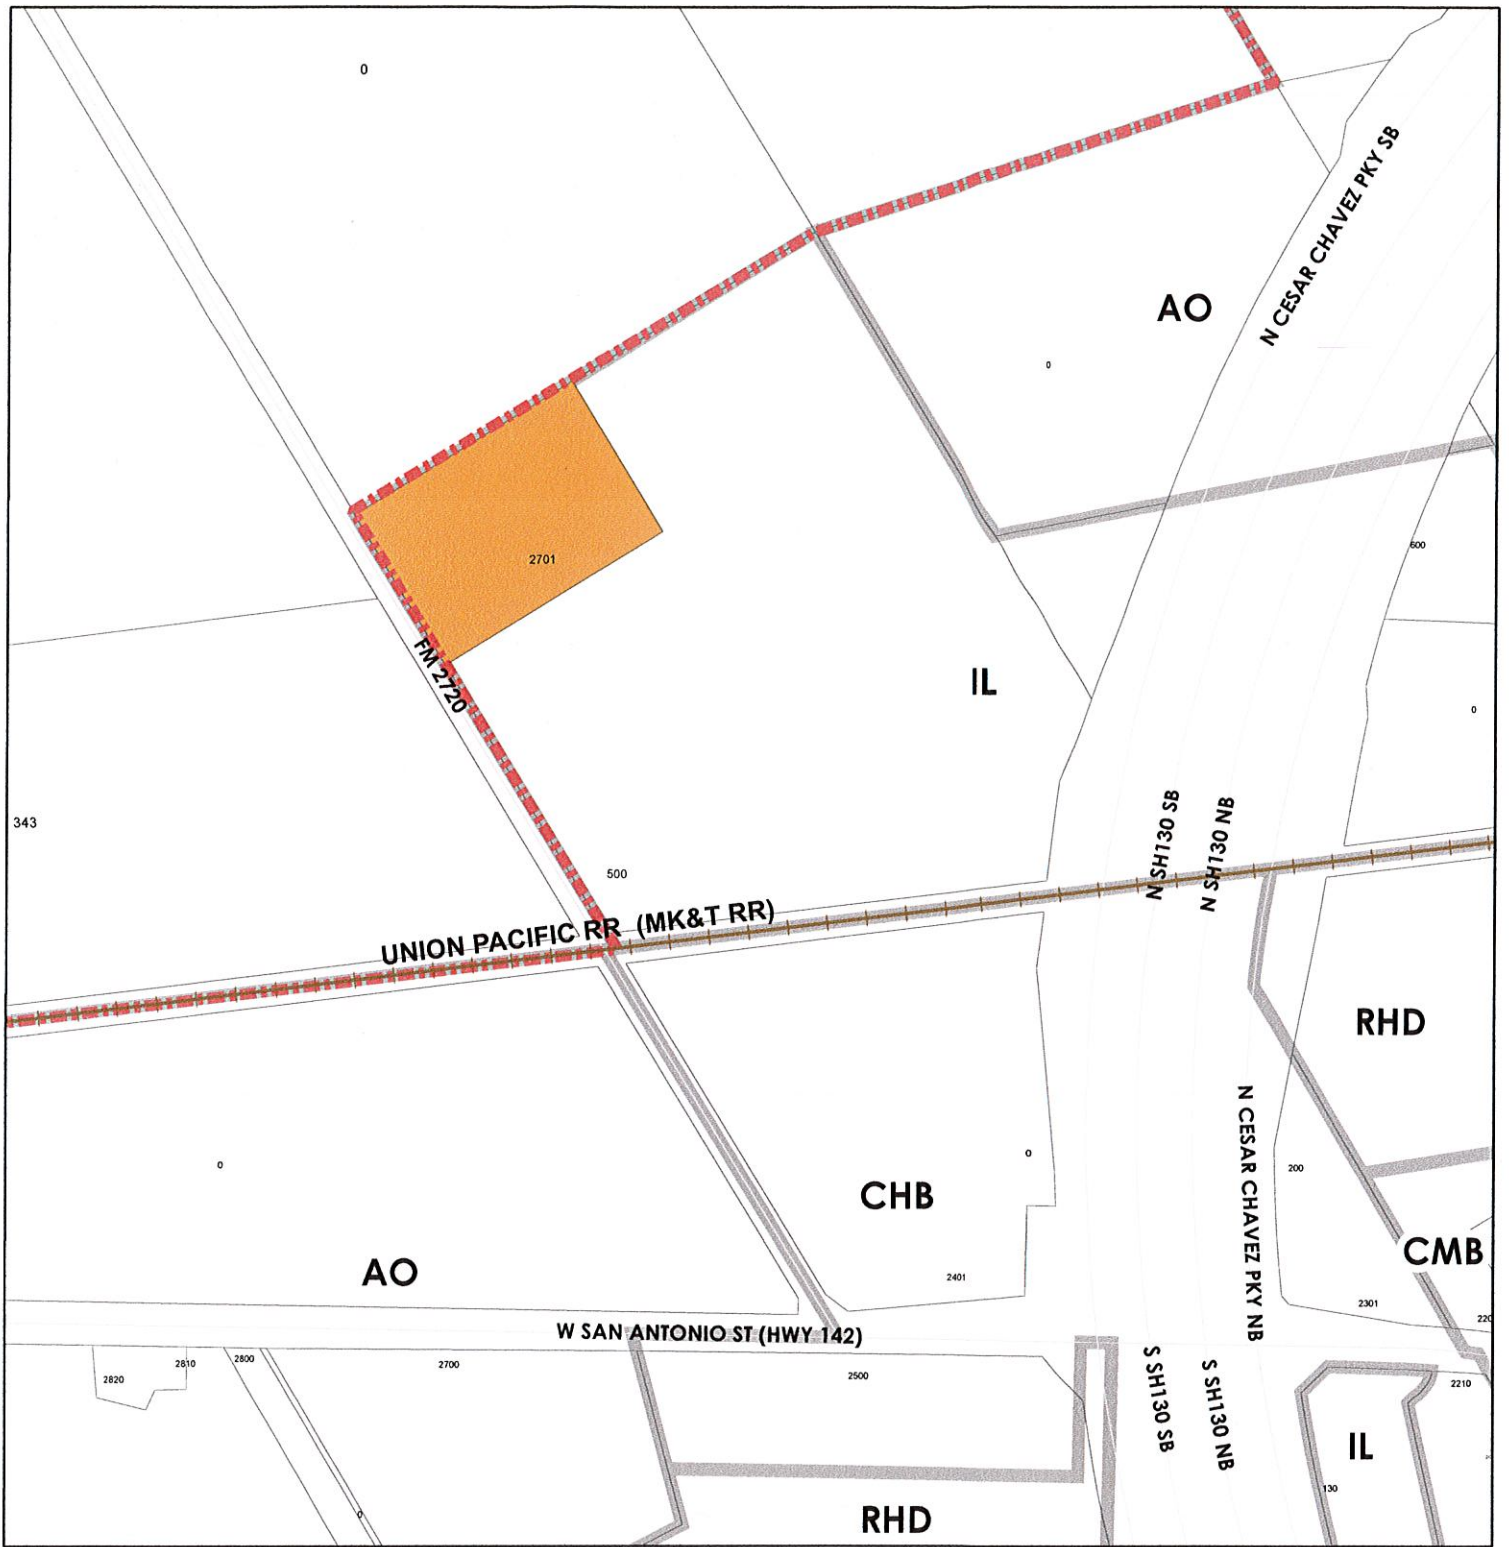 0
N CESAR CHAVEZ PKY SB
AO
0
2701
600
FM 2720
IL
0
343
N SH130 SB
N SH130 NB
500
UNION PACIFIC RR (MK&T RR)
RHD
N CESAR CHAVEZ PKY NB
0
0
200
CHB
CMB
AO
2401
2301
220
W SAN ANTONIO ST (HWY 142)
2810
2800
2700
2820
2500
S SH130 SB
S SH130 NB
2210
IL
130
0
RHD